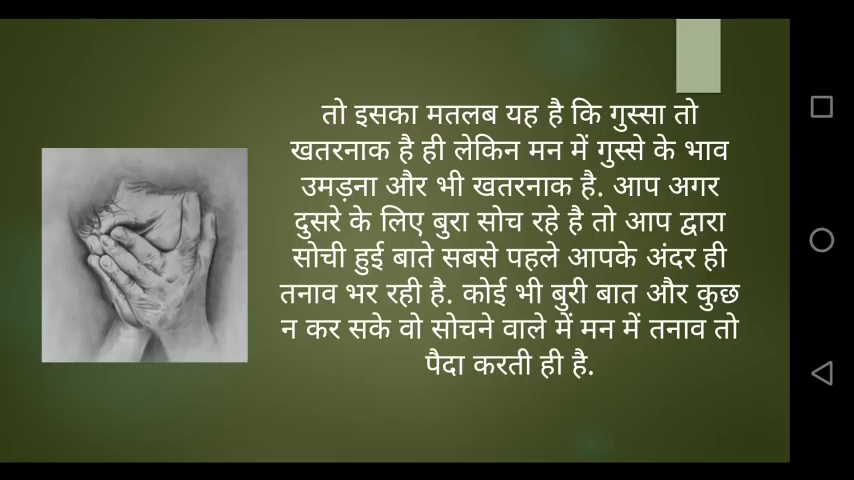 तो इसका मतलब यह है कि गुस्सा तो
खतरनाक है ही लेकिन मन में गुस्से के भाव
उमड़ना और भी खतरनाक है. आप अगर
दुसरे के लिए बुरा सोच रहे है तो आप द्वारा
सोची हुई बाते सबसे पहले आपके अंदर ही
तनाव भर रही है. कोई भी बुरी बात और कुछ
न कर सके वो सोचने वाले में मन में तनाव तो
पैदा करती ही है.